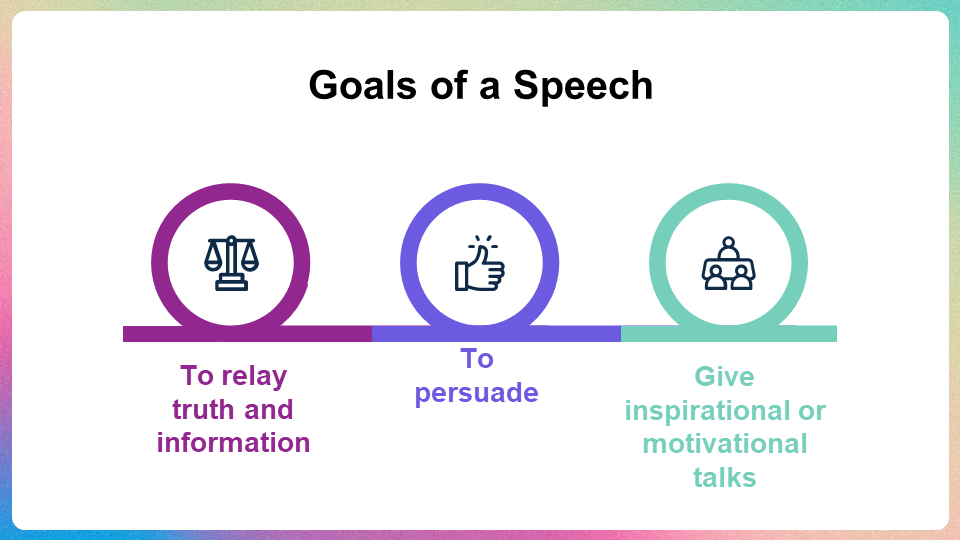 Goals of a Speech
To relay
truth and
information
To
persuade
Give
inspirational or
motivational
talks